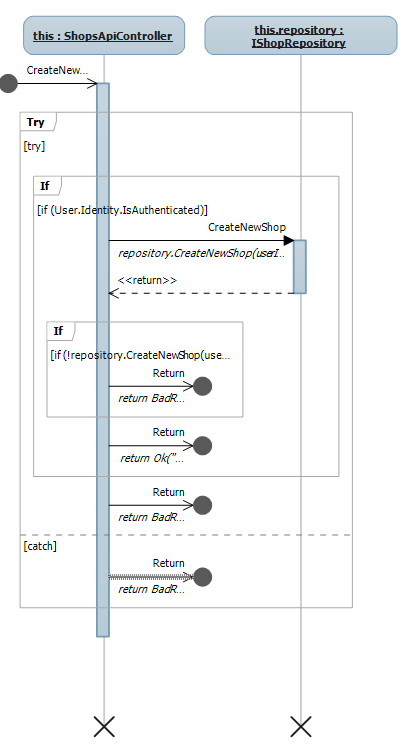 this : ShopsApiController
this.repository :
IShopRepository
CreateNew...
Try
[try]
If
[if (User.Identity.IsAuthenticated)]
CreateNewShop
repository.CreateNewShop(userI...
<<return>>
If
[if (!repository.CreateNewShop(use...
Return
return BadR...
Return
return Ok("...
Return
return BadR...
[catch]
Return
return BadR...